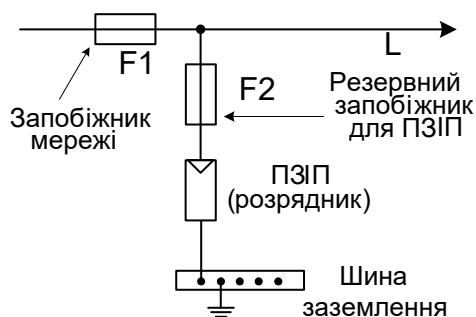 L
F1
F2
Запобіжник
мережі
Резервний
запобіжник
для ПЗІП
ПЗІП
(розрядник)
Шина
заземлення